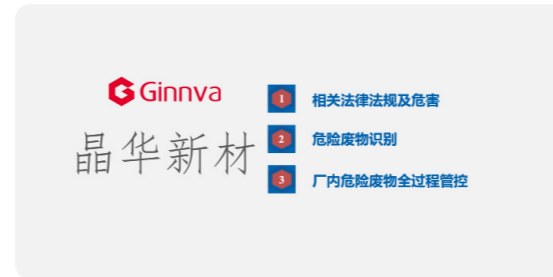 Ginnva
晶华新材
1 相关法律法规及危害
2 危险废物识别
3 厂内危险废物全过程管控